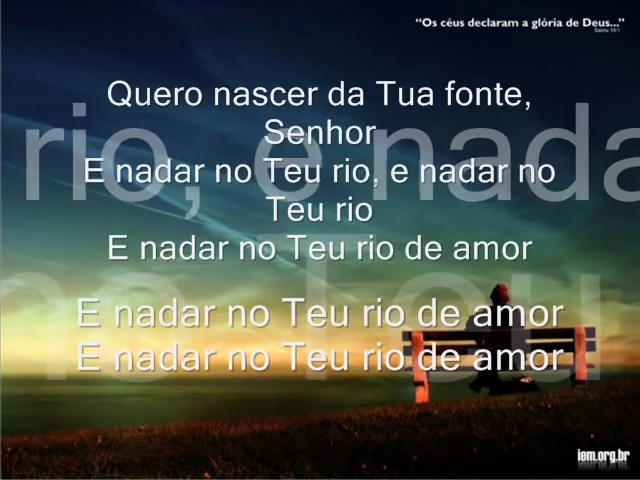 “Os céus declaram a glória de Deus...”
Salmo 19:1
Quero nascer da Tua fonte,
Senhor
E nadar no Teu rio, e nadar no
Teu rio
E nadar no Teu rio de amor
E nadar no Teu rio de amor
E nadar no Teu rio de amor
rio, e nada
no Teu
iem.org.br